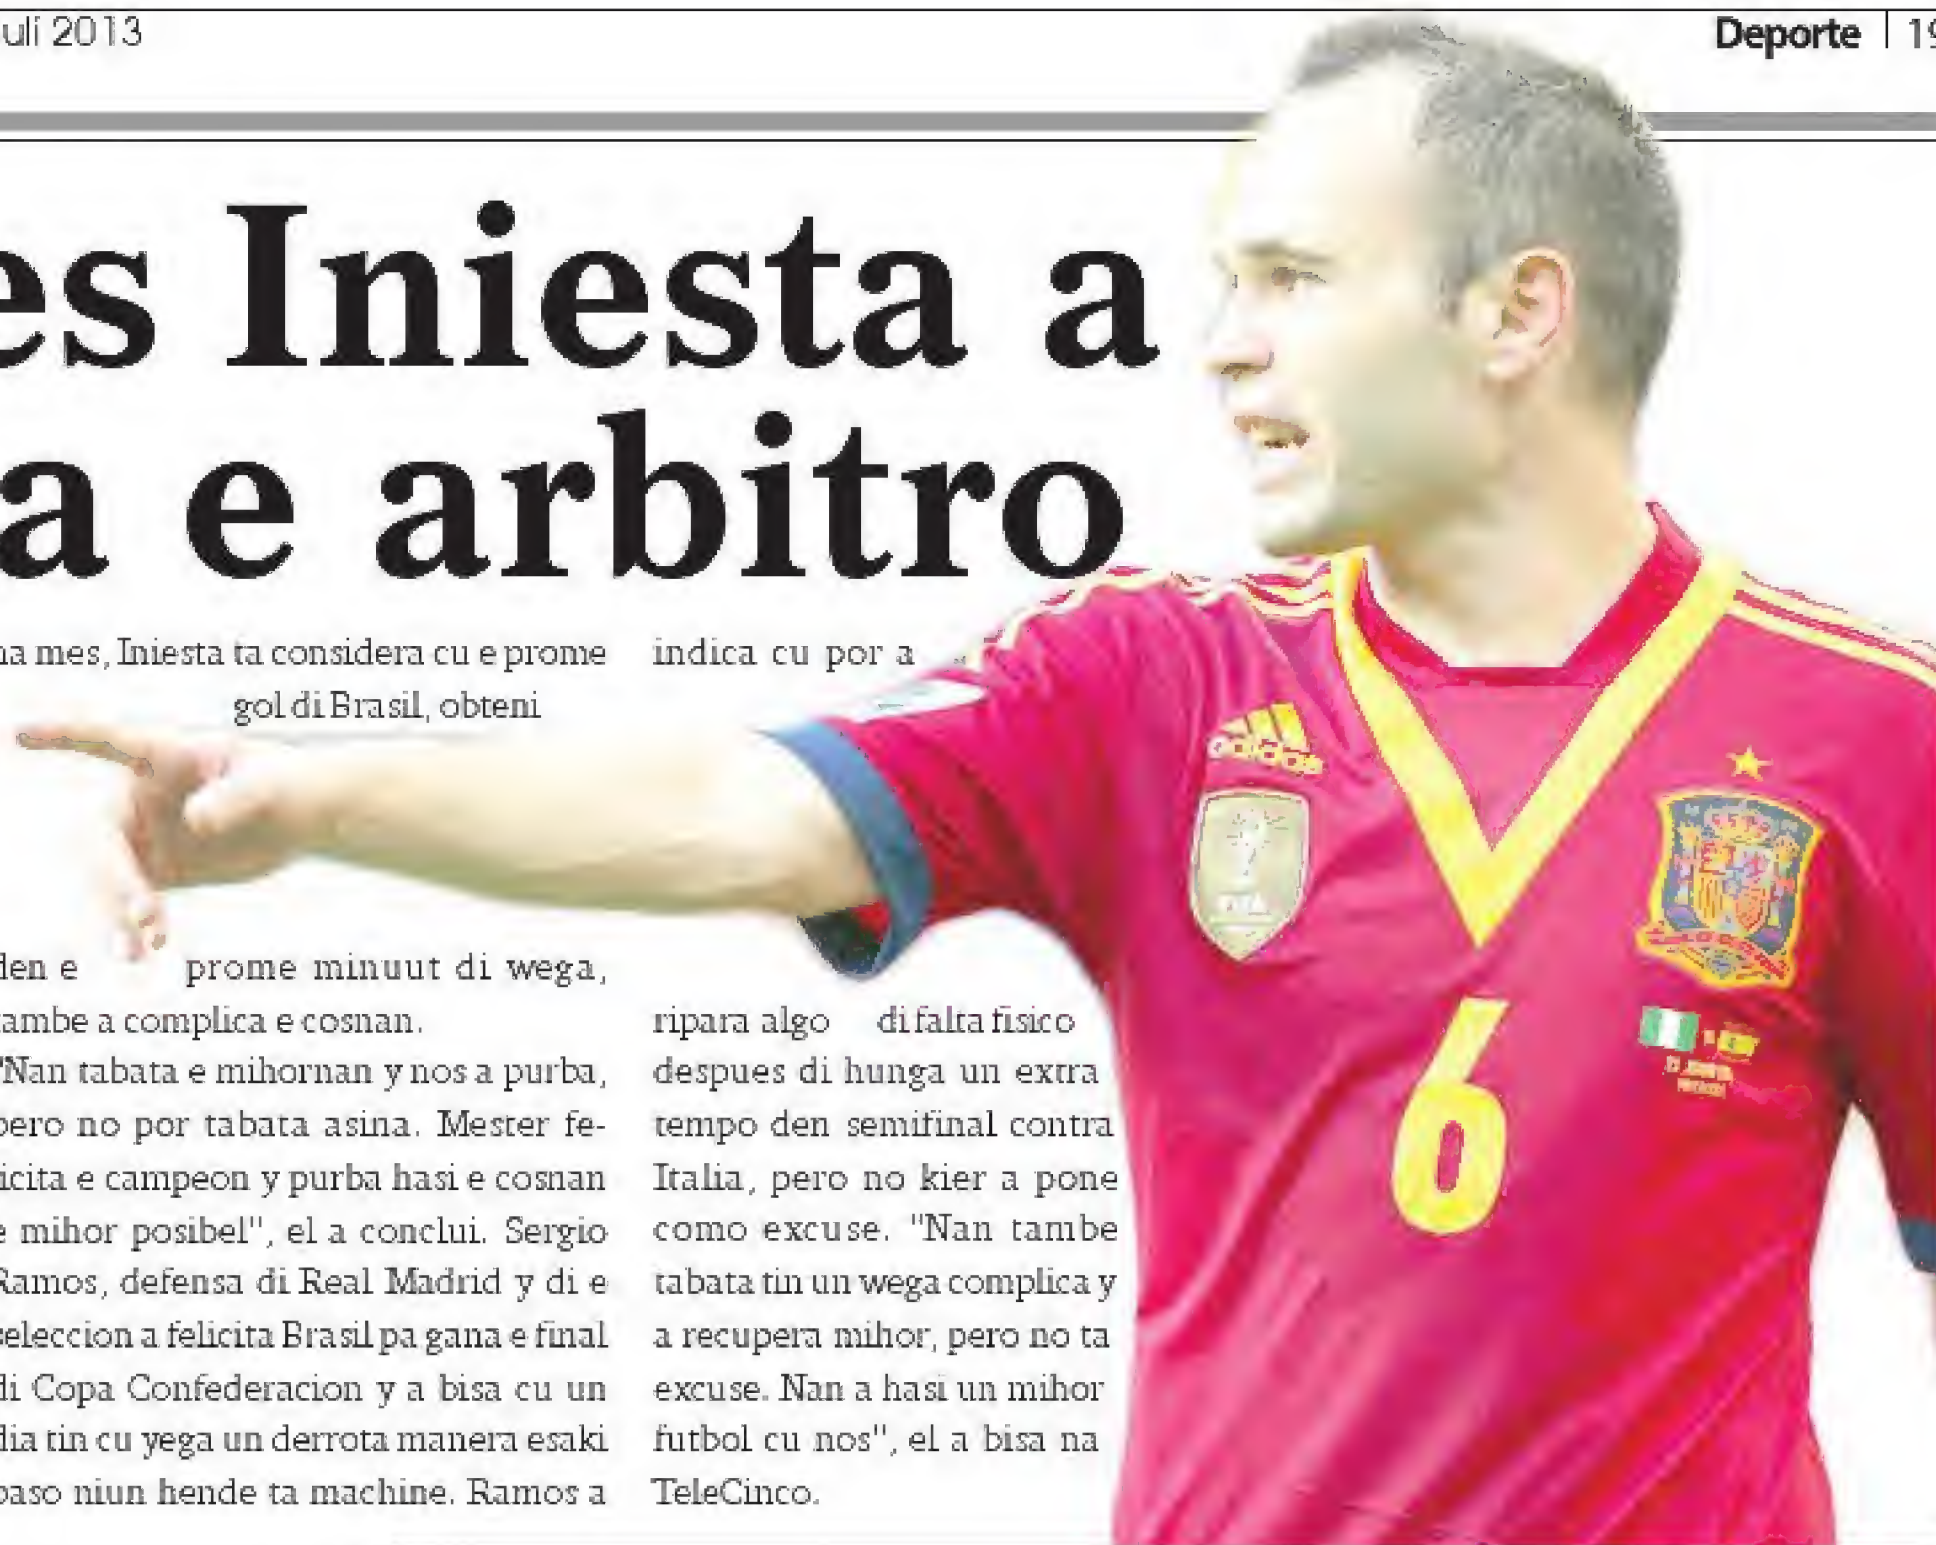 uli 2013
Deporte | 19
es Iniesta a
a e arbitro
na mes, Iniesta ta considera cu e prome
gol di Brasil, obteni
den e prome minuut di wega,
tambe a complica e cosnan.
"Nan tabata e mihornan y nos a purba,
pero no por tabata asina. Mester fe-
licita e campeon y purba hasi e cosnan
e mihor posibel", el a conclui. Sergio
Ramos, defensa di Real Madrid y di e
seleccion a felicita Brasil pa gana e final
di Copa Confederacion y a bisa cu un
dia tin cu yega un derrota manera esaki
paso niun hende ta machine. Ramos a
indica cu por a
ripara algo di falta fisico
despues di hunga un extra
tempo den semifinal contra
Italia, pero no kier a pone
como excuse. "Nan tambe
tabata tin un wega complica y
a recupera mihor, pero no ta
excuse. Nan a hasi un mihor
futbol cu nos", el a bisa na
TeleCinco.
adidas
FIFA
6